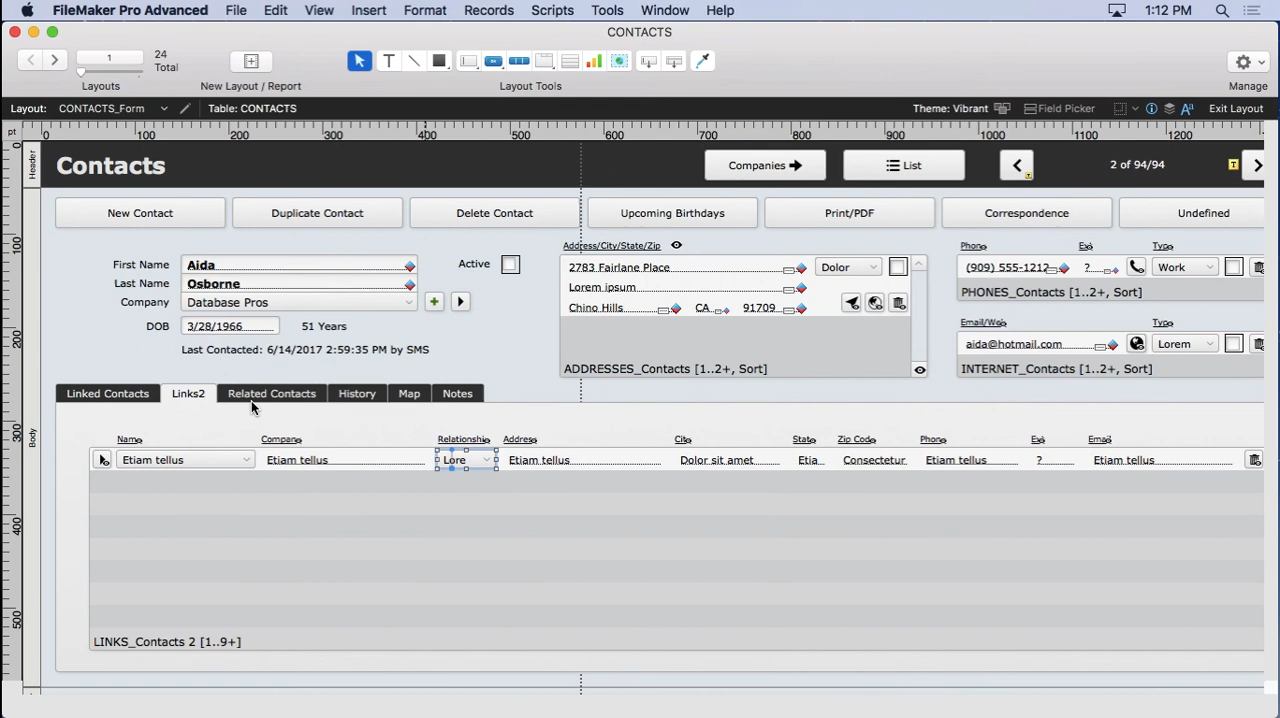 FileMaker Pro Advanced File Edit View Insert Format Records Scripts Tools Window Help 1:12 PM
CONTACTS
1 24 Total
Layouts New Layout / Report Layout Tools Manage
Layout: CONTACTS_Form Table: CONTACTS Theme: Vibrant Field Picker Exit Layout
pt 0 100 200 300 400 500 600 700 800 900 1000 1100 1200
0 100 200 300 400 500
Header
Body
Contacts Companies List 2 of 94/94 T
New Contact Duplicate Contact Delete Contact Upcoming Birthdays Print/PDF Correspondence Undefined
Address/City/State/Zip Phone Ext Type
First Name Aida Active 2783 Fairlane Place Dolor (909) 555-1212 ? Work
Last Name Osborne Lorem ipsum PHONES_Contacts [1..2+, Sort]
Company Database Pros Chino Hills CA 91709
DOB 3/28/1966 51 Years Email/Web Type
Last Contacted: 6/14/2017 2:59:35 PM by SMS aida@hotmail.com Lorem
ADDRESSES_Contacts [1..2+, Sort] INTERNET_Contacts [1..2+, Sort]
Linked Contacts Links2 Related Contacts History Map Notes
Name Company Relationship Address City State Zip Code Phone Ext Email
Etiam tellus Etiam tellus Lore Etiam tellus Dolor sit amet Etia Consectetur Etiam tellus ? Etiam tellus
LINKS_Contacts 2 [1..9+]